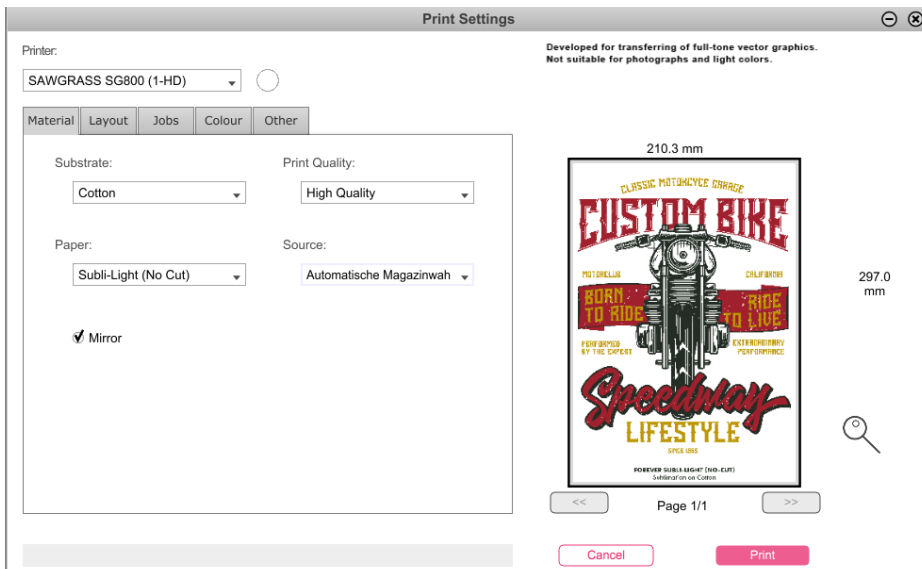 Print Settings
Printer:
SAWGRASS SG800 (1-HD)
Material
Layout
Jobs
Colour
Other
Substrate:
Print Quality:
Cotton
High Quality
Paper:
Source:
Subli-Light (No Cut)
Automatische Magazinwah
Mirror
Developed for transferring of full-tone vector graphics.
Not suitable for photographs and light colors.
210.3 mm
CLASSIC MOTORCYCE GARAGE
CUSTOM BIKE
MOTORCLUB
CALIFORNIA
BORN
TO RIDE
RIDE
TO LIVE
PERFORMED
BY THE EXPERT
EXTRAORDINARY
PERFORMANCE
Speedway
LIFESTYLE
SINCE 1985
FOREVER SUBLI-LIGHT (NO-CUT)
Sublimation on Cotton
297.0
mm
<<
Page 1/1
>>
Cancel
Print